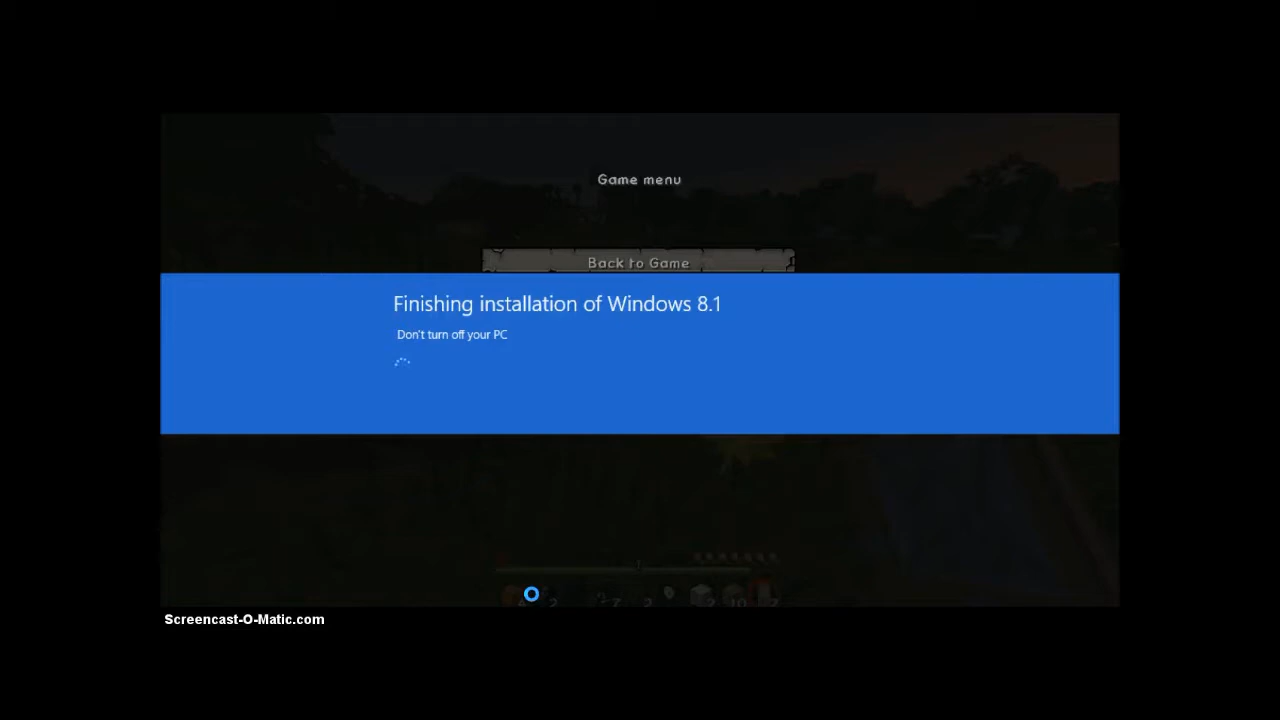 Game menu
Back to Game
Finishing installation of Windows 8.1
Don't turn off your PC
Screencast-O-Matic.com